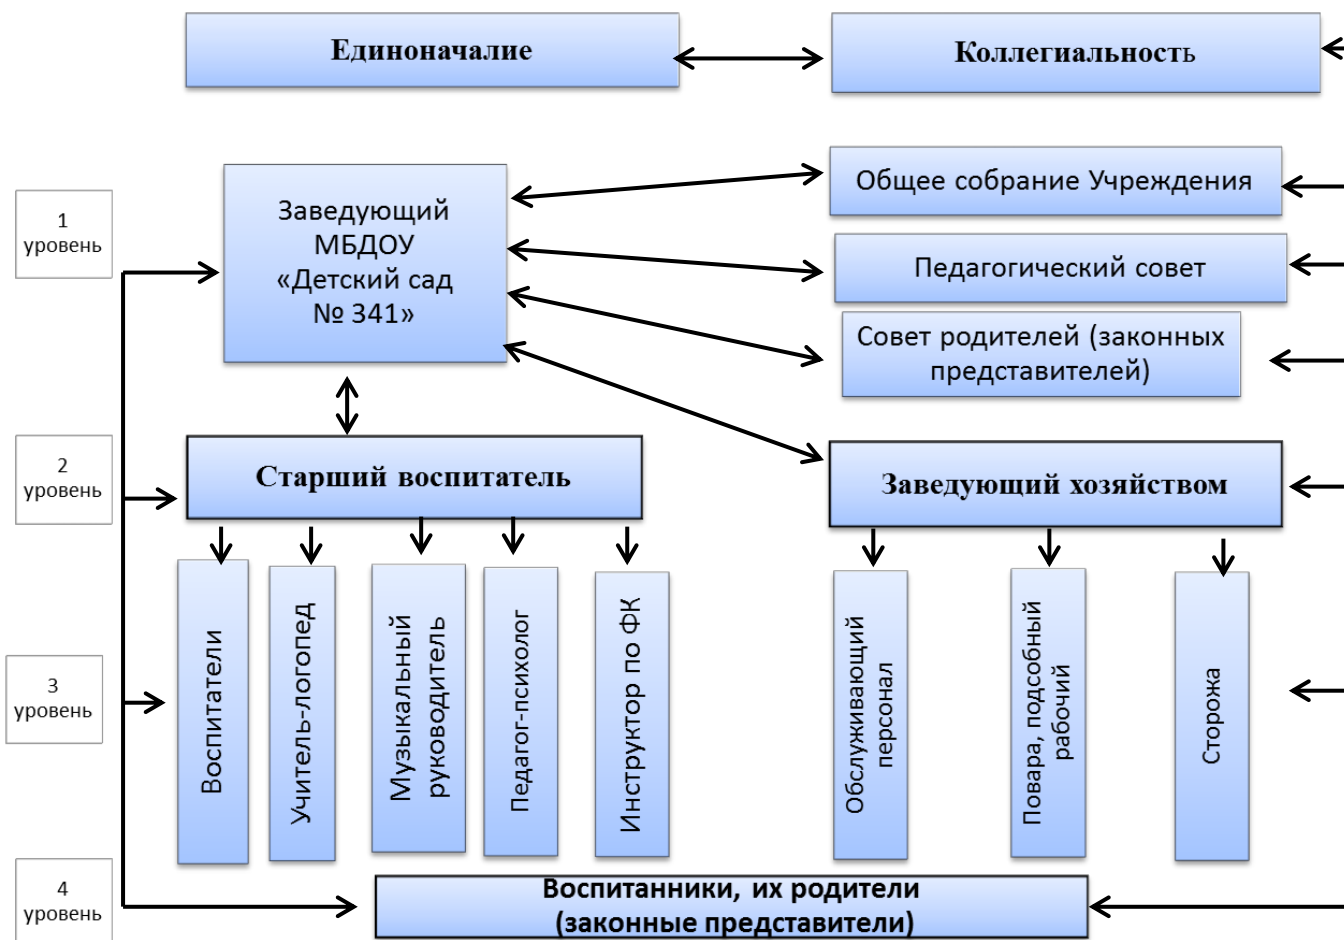 Единоначалие
Коллегиальность
1
уровень
Заведующий
МБДОУ
«Детский сад
№ 341»
Общее собрание Учреждения
Педагогический совет
Совет родителей (законных
представителей)
2
уровень
Старший воспитатель
Заведующий хозяйством
3
уровень
Воспитатели
Учитель-логопед
Музыкальный
руководитель
Педагог-психолог
Инструктор по ФК
Обслуживающий
персонал
Повара, подсобный
рабочий
Сторожа
4
уровень
Воспитанники, их родители
(законные представители)